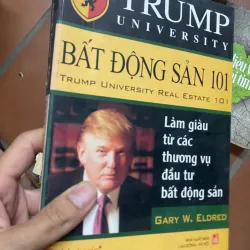 TRUMP
UNIVERSITY
BẤT ĐỘNG SẢN 101
TRUMP UNIVERSITY REAL ESTATE 101
Làm giàu
từ các
thương vụ
đầu tư
bất động sản
GARY W. ELDRED